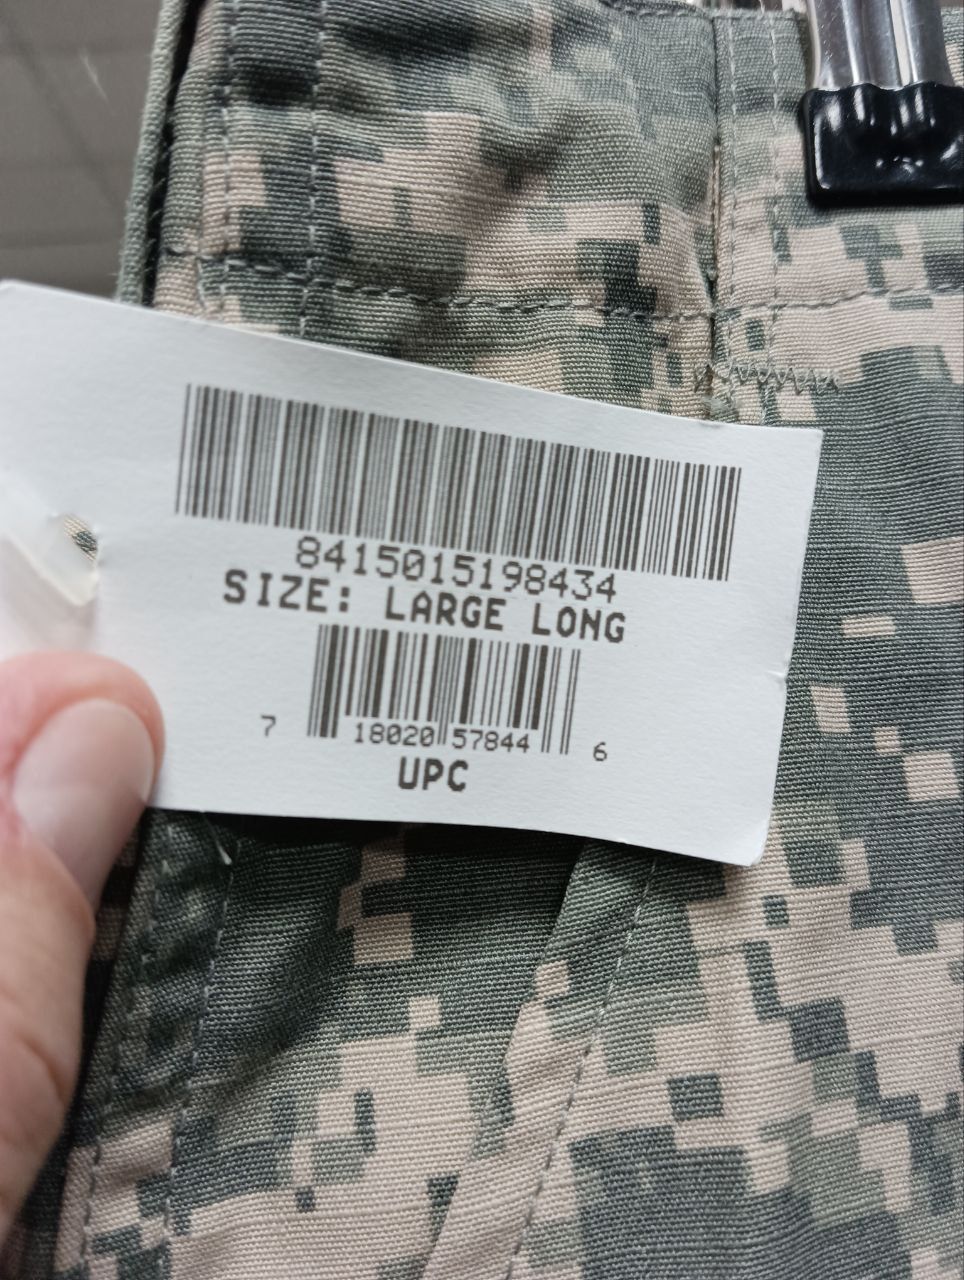 8415015198434
SIZE: LARGE LONG
7 18020 57844 6
UPC